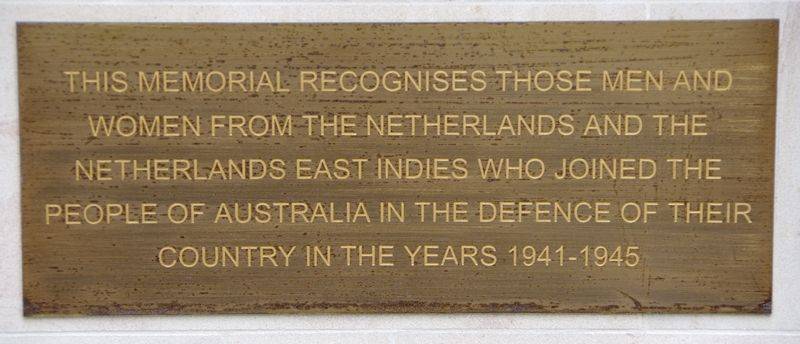 THIS MEMORIAL RECOGNISES THOSE MEN AND
WOMEN FROM THE NETHERLANDS AND THE
NETHERLANDS EAST INDIES WHO JOINED THE
PEOPLE OF AUSTRALIA IN THE DEFENCE OF THEIR
COUNTRY IN THE YEARS 1941-1945